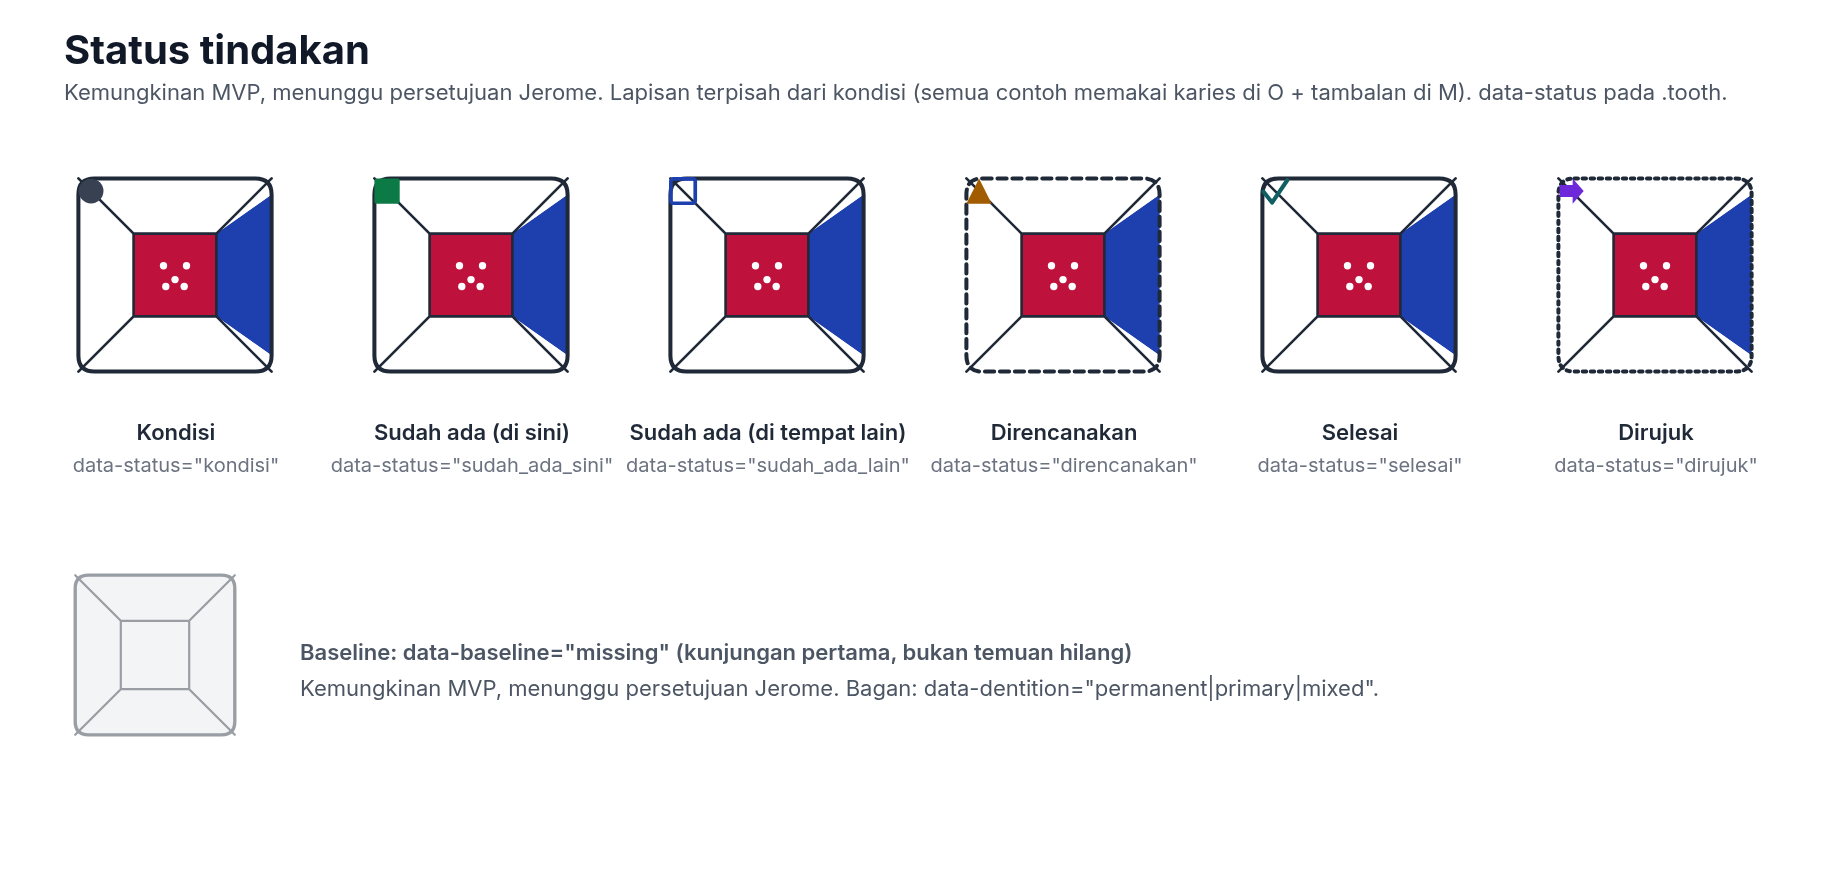 Status tindakan
Kemungkinan MVP, menunggu persetujuan Jerome. Lapisan terpisah dari kondisi (semua contoh memakai karies di O + tambalan di M). data-status pada .tooth.
Kondisi
data-status="kondisi"
Sudah ada (di sini)
data-status="sudah_ada_sini"
Sudah ada (di tempat lain)
data-status="sudah_ada_lain"
Direncanakan
data-status="direncanakan"
Selesai
data-status="selesai"
Dirujuk
data-status="dirujuk"
Baseline: data-baseline="missing" (kunjungan pertama, bukan temuan hilang)
Kemungkinan MVP, menunggu persetujuan Jerome. Bagan: data-dentition="permanent|primary|mixed".